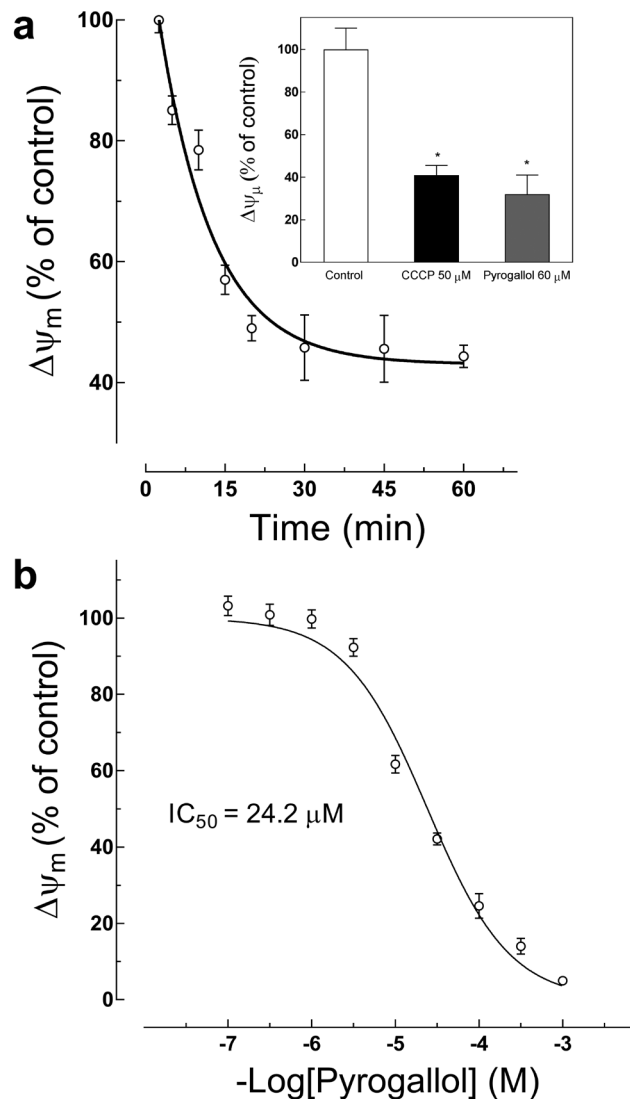 a
Δψm (% of control)
100
80
60
40
0 15 30 45 60
Time (min)
Δψμ (% of control)
100
80
60
40
20
0
*
*
Control CCCP 50 μM Pyrogallol 60 μM
b
Δψm (% of control)
100
80
60
40
20
0
IC50 = 24.2 μM
-7 -6 -5 -4 -3
-Log[Pyrogallol] (M)